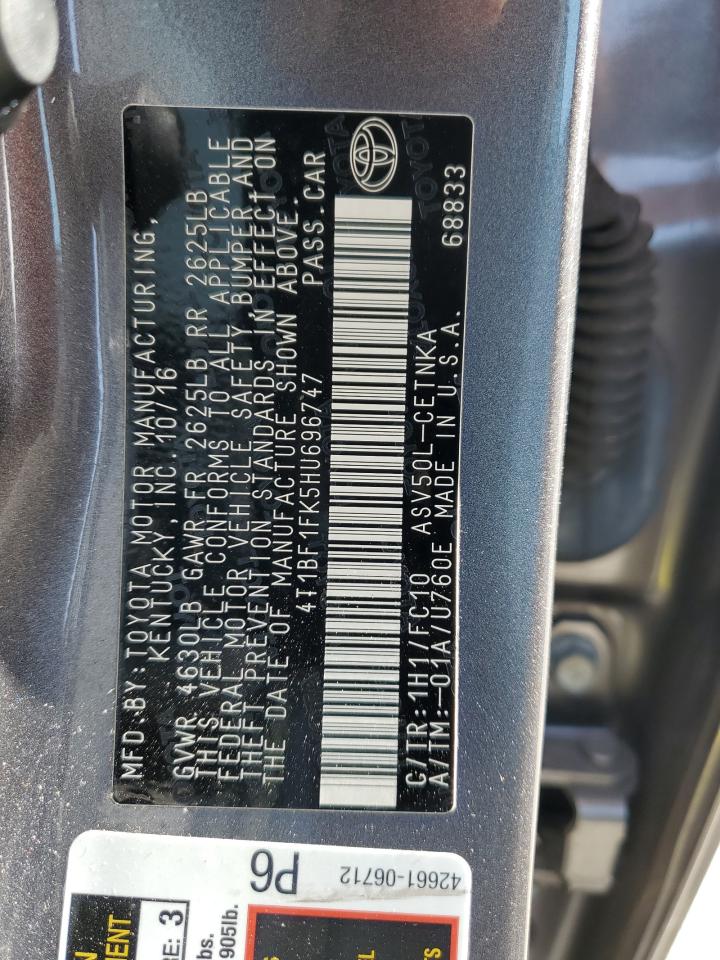 MFD.BY:TOYOTA MOTOR MANUFACTURING,
KENTUCKY,INC.10/16
GVWR 4630LB GAWR FR 2625LB RR 2625LB
THIS VEHICLE CONFORMS TO ALL APPLICABLE
FEDERAL MOTOR VEHICLE SAFETY,BUMPER,AND
THEFT PREVENTION STANDARDS IN EFFECT ON
THE DATE OF MANUFACTURE SHOWN ABOVE.
4T1BF1FK5HU696747 PASS.CAR
C/TR:1H1/FC10 ASV50L-CETNKA
A/TM:-01A/U760E MADE IN U.S.A.
68833
TOYOTA
P6
42661-06712
3
905lb.